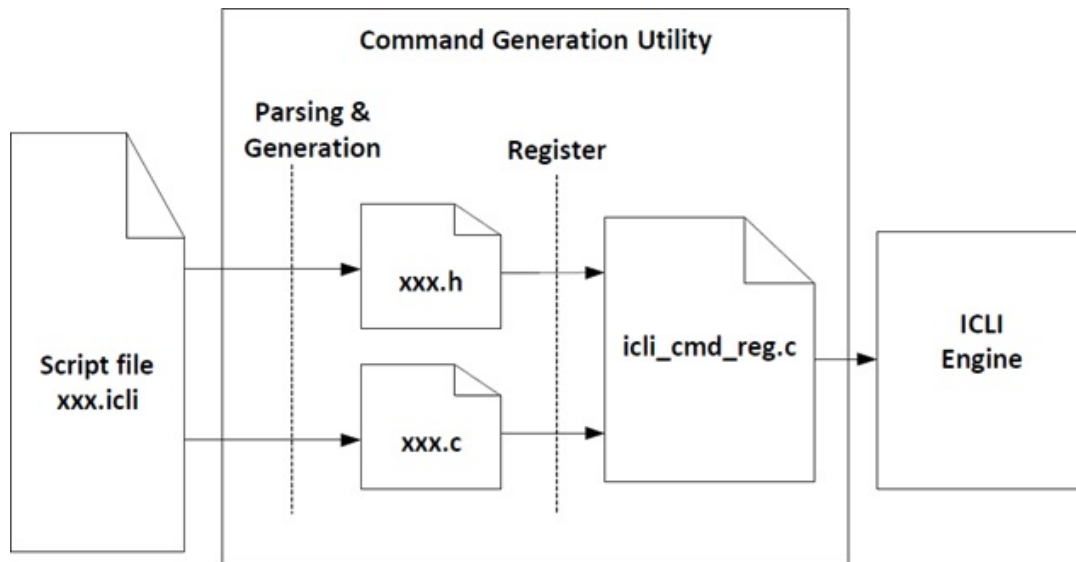 Command Generation Utility
Parsing &
Generation
Register
xxx.h
xxx.c
Script file
xxx.icli
icli_cmd_reg.c
ICLI
Engine